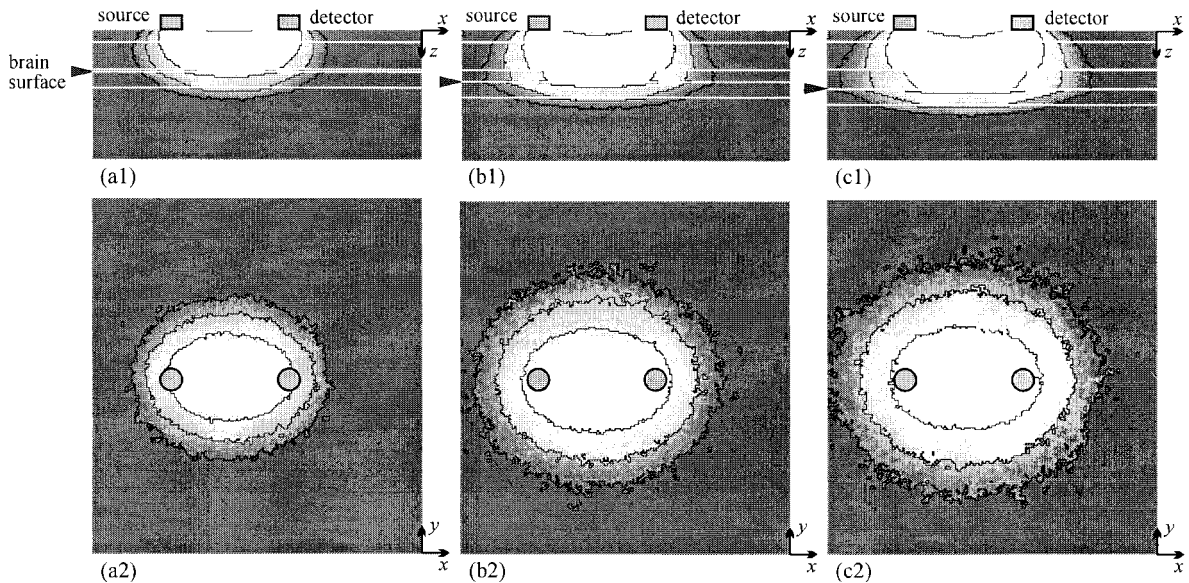 source detector x
z
brain
surface
(a1)
source detector x
z
(b1)
source detector x
z
(c1)
y
x
(a2)
y
x
(b2)
y
x
(c2)